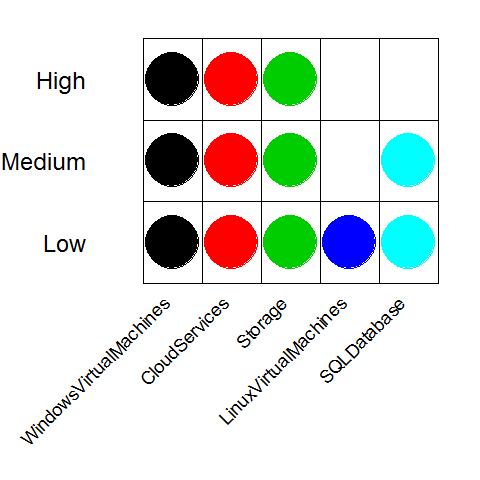 High
Medium
Low
WindowsVirtualMachines
CloudServices
Storage
LinuxVirtualMachines
SQLDatabase